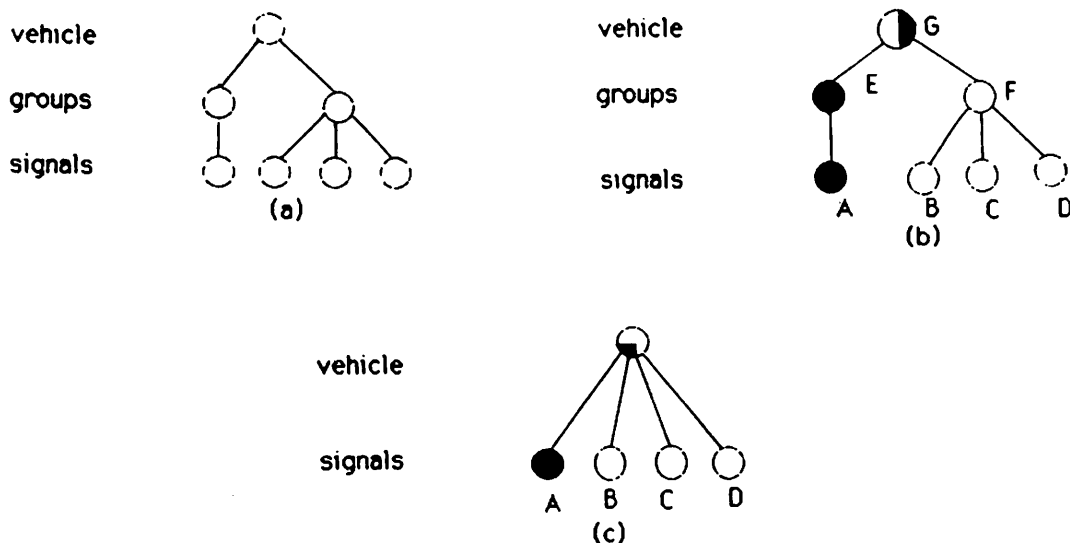 vehicle
groups
signals
(a)
vehicle
G
groups
E
F
signals
A
B
C
D
(b)
vehicle
signals
A
B
C
D
(c)